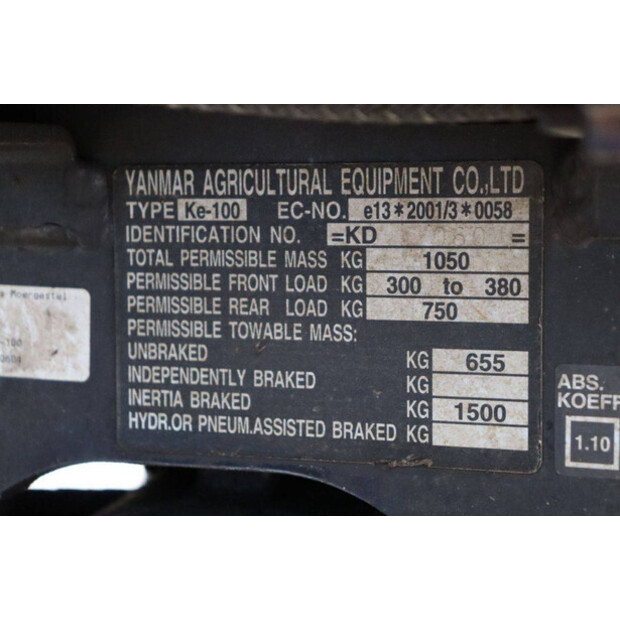 YANMAR AGRICULTURAL EQUIPMENT CO.,LTD
TYPE Ke-100 EC-NO. e13*2001/3*0058
IDENTIFICATION NO. =KD =
TOTAL PERMISSIBLE MASS KG 1050
PERMISSIBLE FRONT LOAD KG 300 to 380
PERMISSIBLE REAR LOAD KG 750
PERMISSIBLE TOWABLE MASS:
UNBRAKED KG 655
INDEPENDENTLY BRAKED KG
INERTIA BRAKED KG 1500
HYDR.OR PNEUM.ASSISTED BRAKED KG
Moergestel
-100
ABS.
KOEFF
1.10